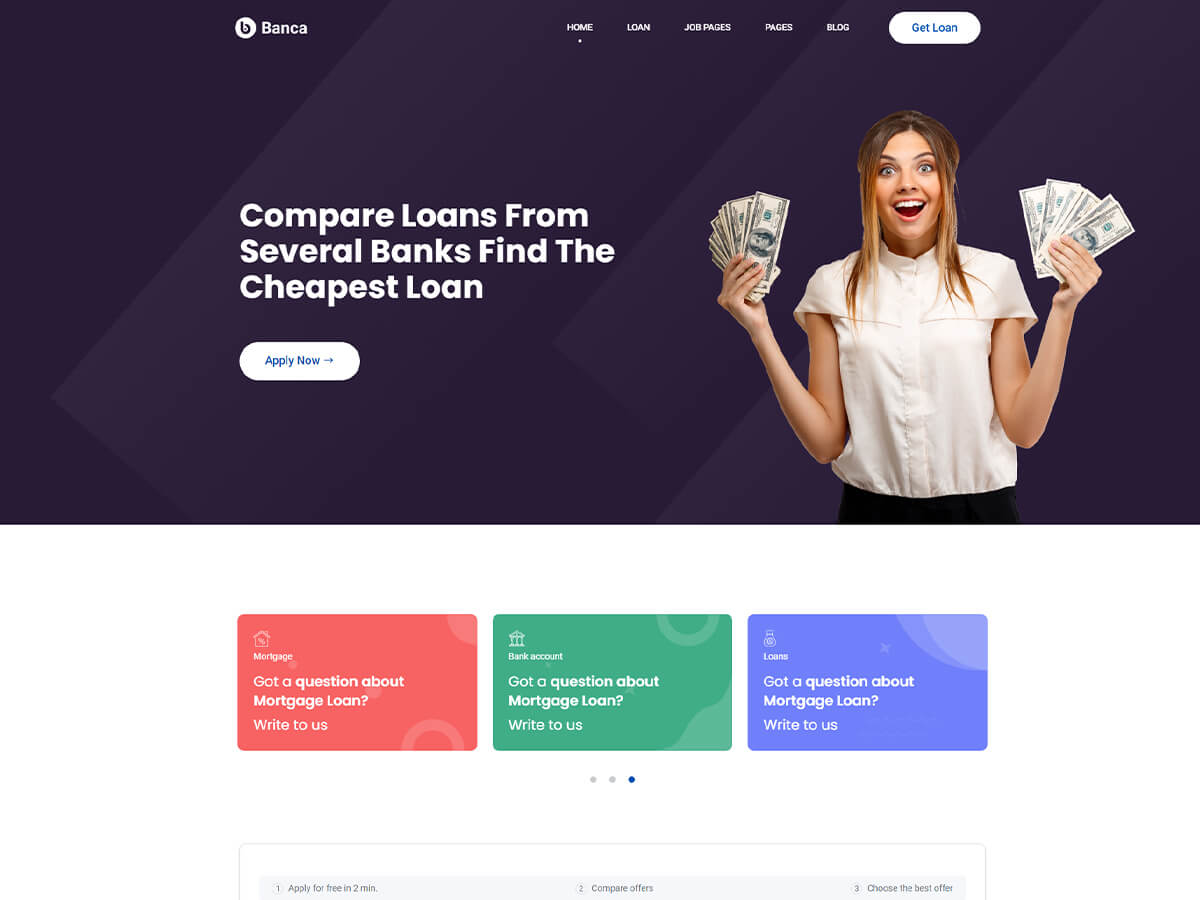 Banca
HOME
LOAN
JOB PAGES
PAGES
BLOG
Get Loan
Compare Loans From
Several Banks Find The
Cheapest Loan
Apply Now →
Mortgage
Got a question about
Mortgage Loan?
Write to us
Bank account
Got a question about
Mortgage Loan?
Write to us
Loans
Got a question about
Mortgage Loan?
Write to us
1 Apply for free in 2 min.
2 Compare offers
3 Choose the best offer